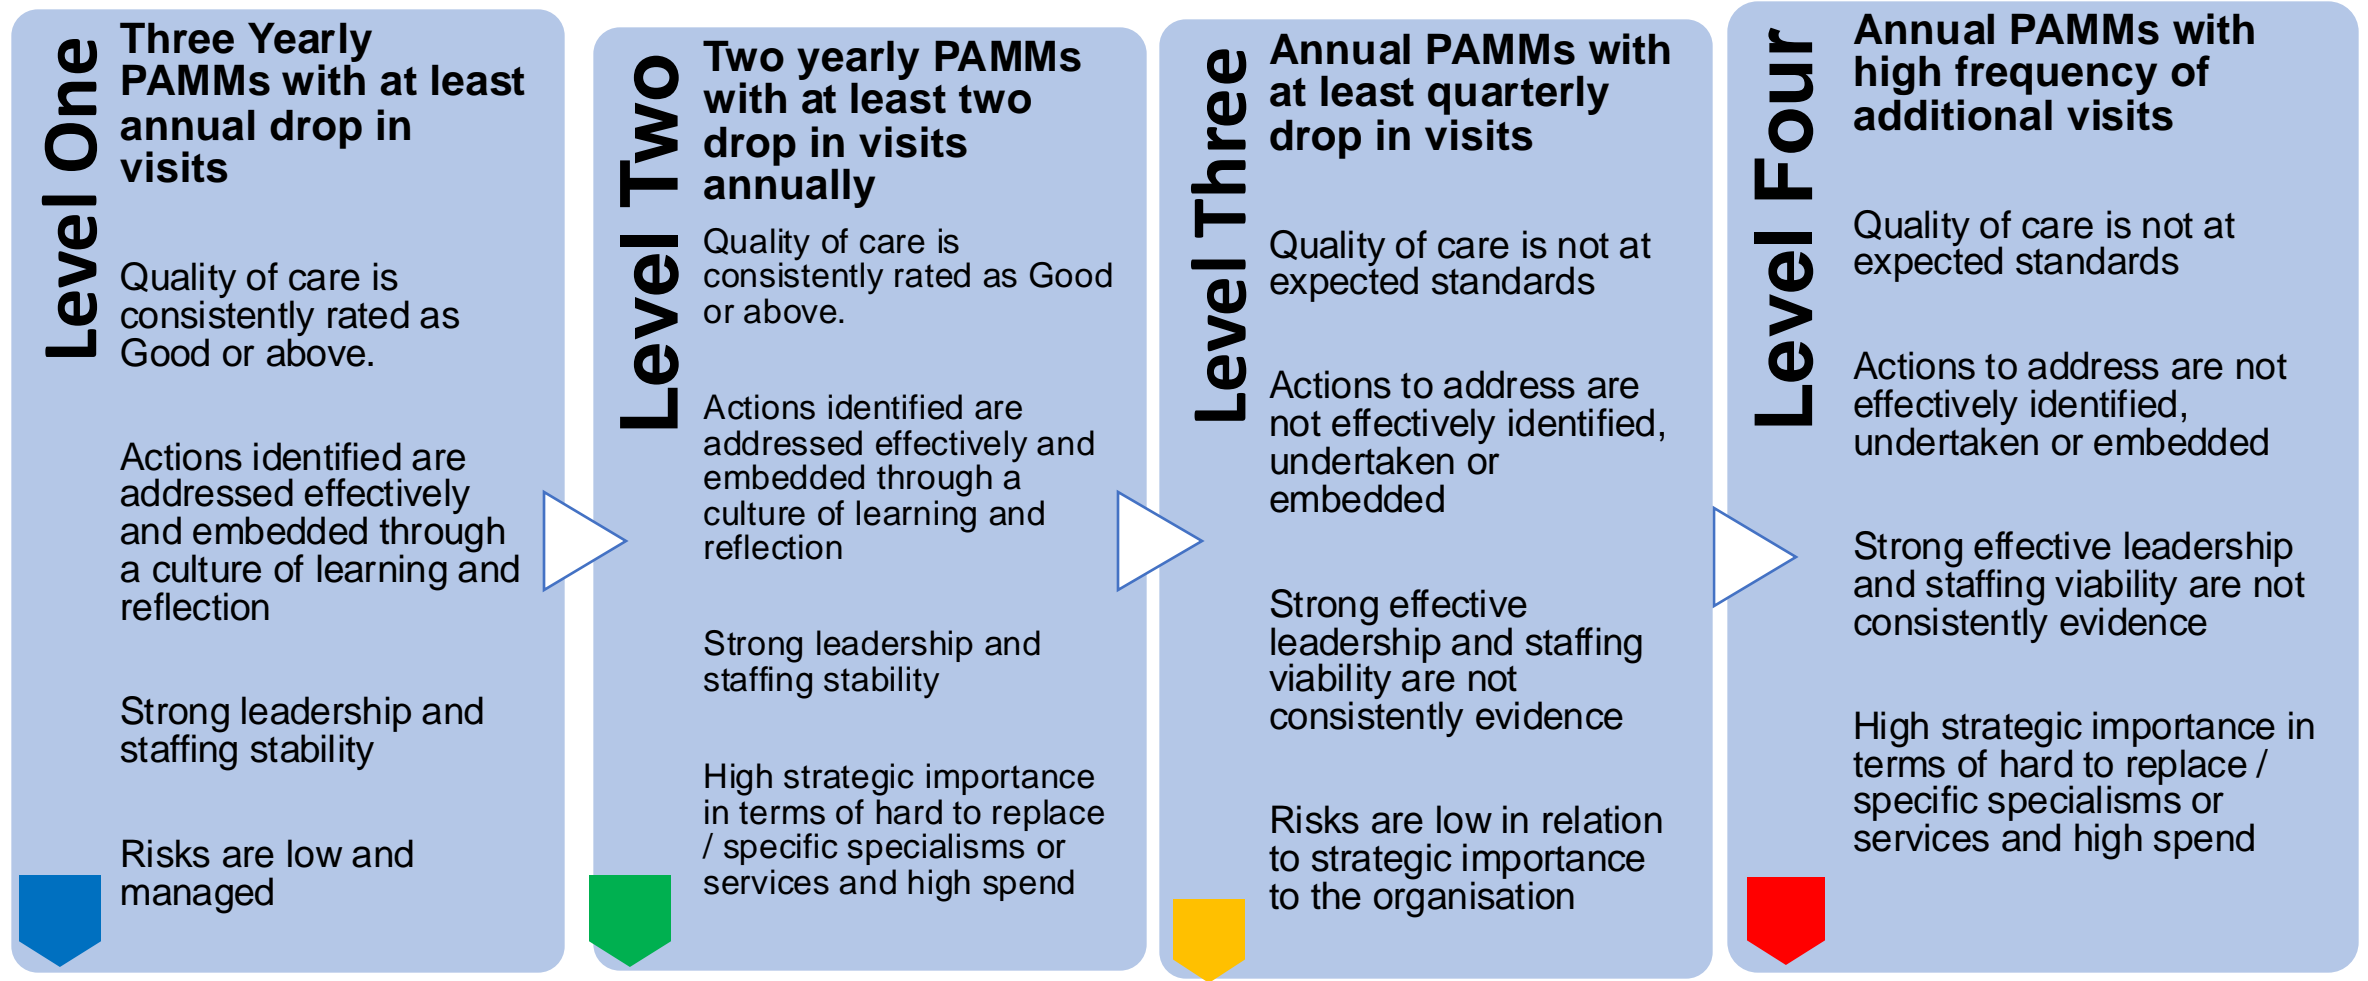 Level One
Three Yearly
PAMMs with at least
annual drop in
visits
Quality of care is
consistently rated as
Good or above.
Actions identified are
addressed effectively
and embedded through
a culture of learning and
reflection
Strong leadership and
staffing stability
Risks are low and
managed
Level Two
Two yearly PAMMs
with at least two
drop in visits
annually
Quality of care is
consistently rated as Good
or above.
Actions identified are
addressed effectively and
embedded through a
culture of learning and
reflection
Strong leadership and
staffing stability
High strategic importance
in terms of hard to replace
/ specific specialisms or
services and high spend
Level Three
Annual PAMMs with
at least quarterly
drop in visits
Quality of care is not at
expected standards
Actions to address are
not effectively identified,
undertaken or
embedded
Strong effective
leadership and staffing
viability are not
consistently evidence
Risks are low in relation
to strategic importance
to the organisation
Level Four
Annual PAMMs with
high frequency of
additional visits
Quality of care is not at
expected standards
Actions to address are not
effectively identified,
undertaken or embedded
Strong effective leadership
and staffing viability are not
consistently evidence
High strategic importance in
terms of hard to replace /
specific specialisms or
services and high spend